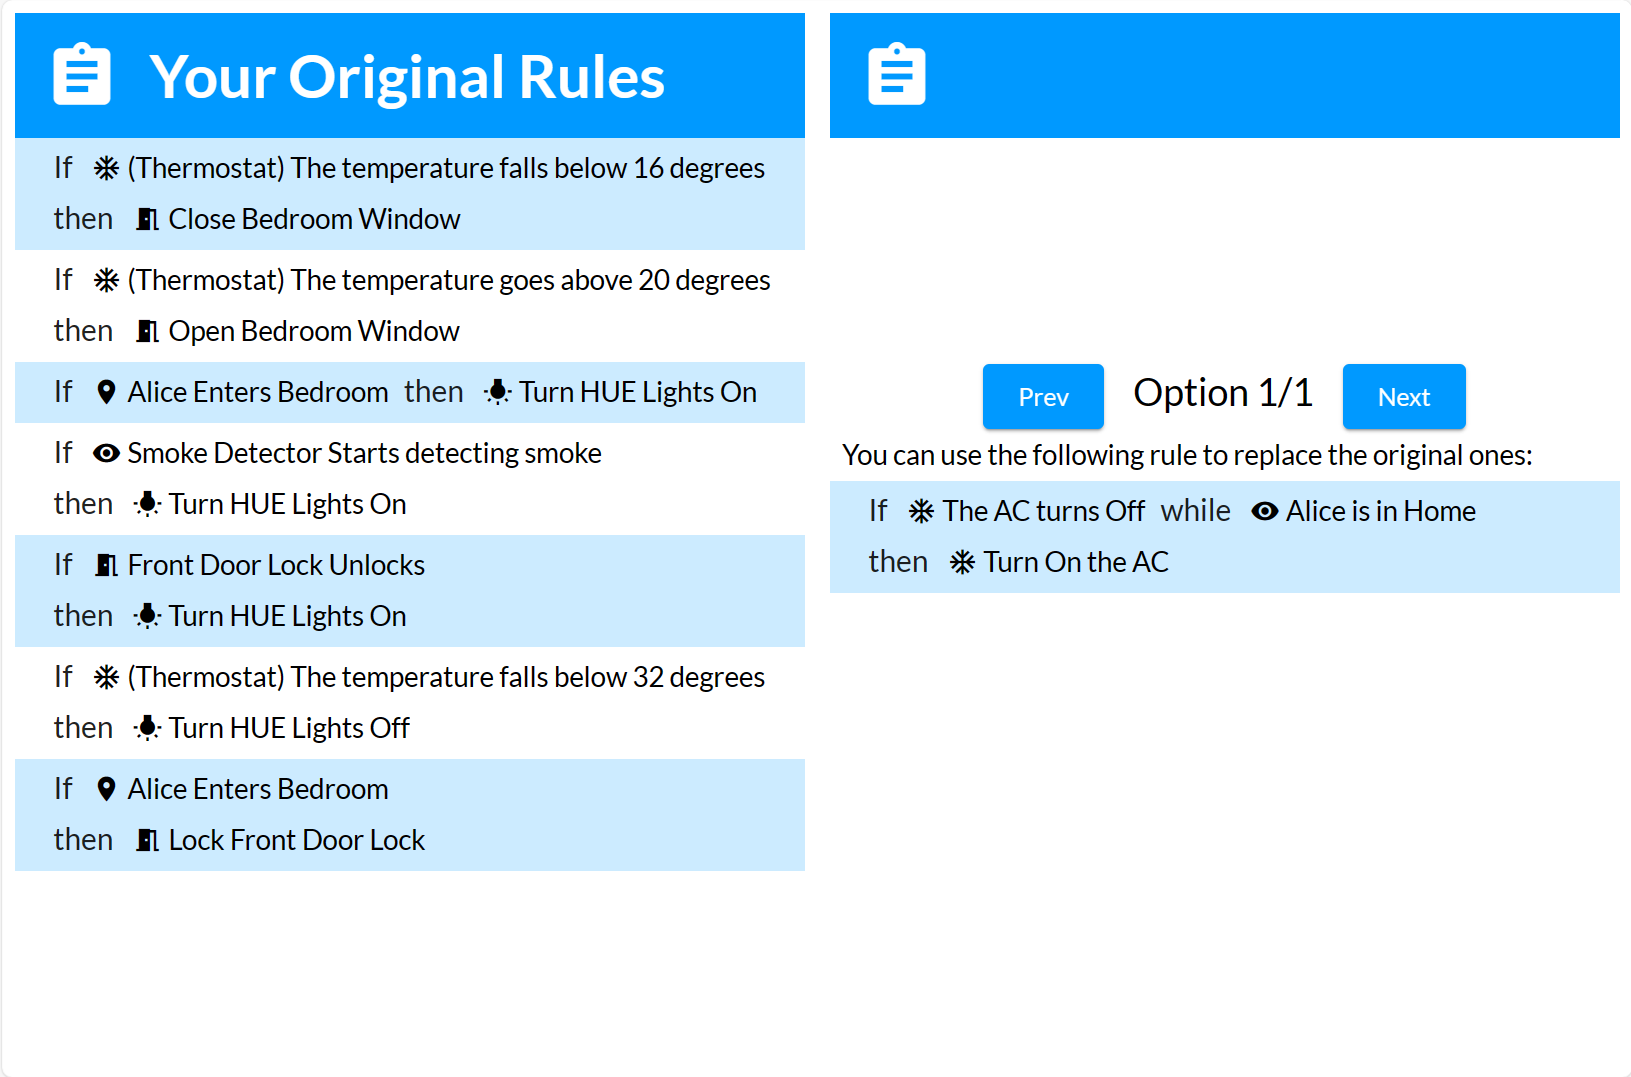 Your Original Rules
If (Thermostat) The temperature falls below 16 degrees
then Close Bedroom Window
If (Thermostat) The temperature goes above 20 degrees
then Open Bedroom Window
If Alice Enters Bedroom then Turn HUE Lights On
If Smoke Detector Starts detecting smoke
then Turn HUE Lights On
If Front Door Lock Unlocks
then Turn HUE Lights On
If (Thermostat) The temperature falls below 32 degrees
then Turn HUE Lights Off
If Alice Enters Bedroom
then Lock Front Door Lock
Prev Option 1/1 Next
You can use the following rule to replace the original ones:
If The AC turns Off while Alice is in Home
then Turn On the AC